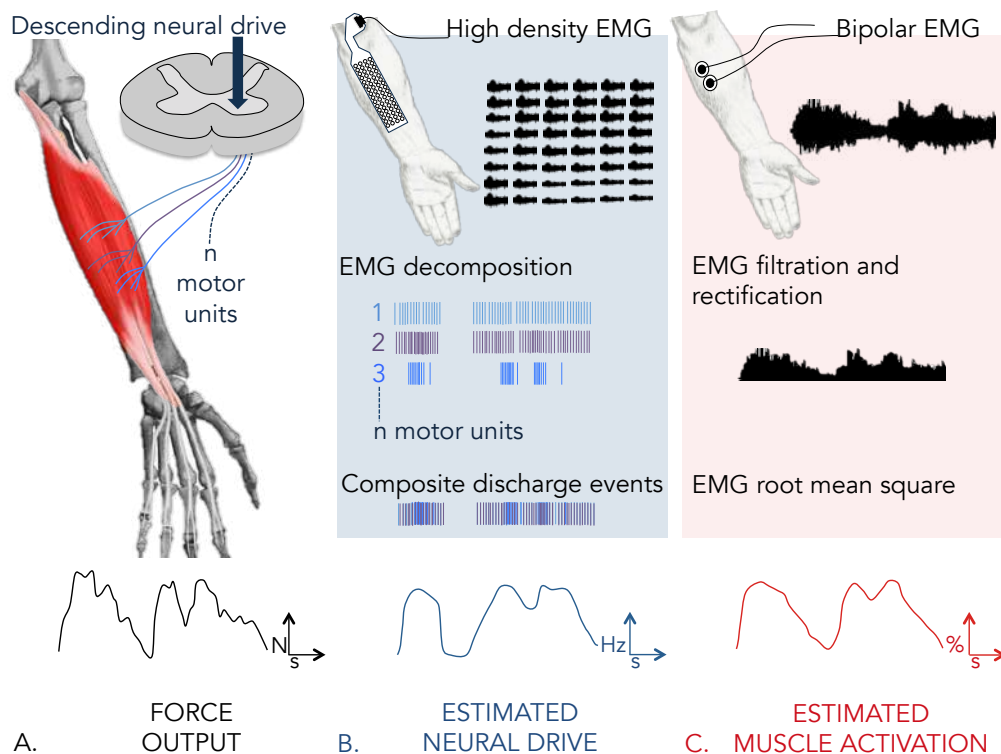 Descending neural drive
n
motor
units
N
s
A.
FORCE
OUTPUT
High density EMG
EMG decomposition
1
2
3
n motor units
Composite discharge events
Hz
s
B.
ESTIMATED
NEURAL DRIVE
Bipolar EMG
EMG filtration and
rectification
EMG root mean square
%
s
C.
ESTIMATED
MUSCLE ACTIVATION